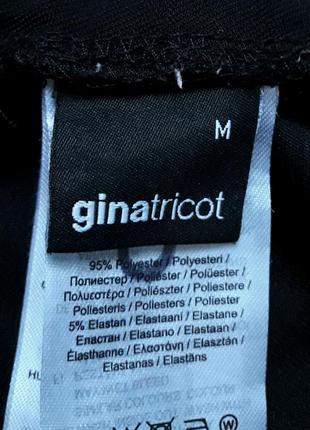 M
ginatricot
95% Polyester / Polyesteri /
Полиестер / Poliester / Polüester /
Πολυεστέρα / Poliészter / Poliestere /
Poliesteris / Poliesters / Poliéster
5% Elastan / Elastaani / Elastane /
Еластан / Elastano / Elastaan /
Élasthanne / Ελαστάνη / Elasztán /
Elastanas / Elastāns
W